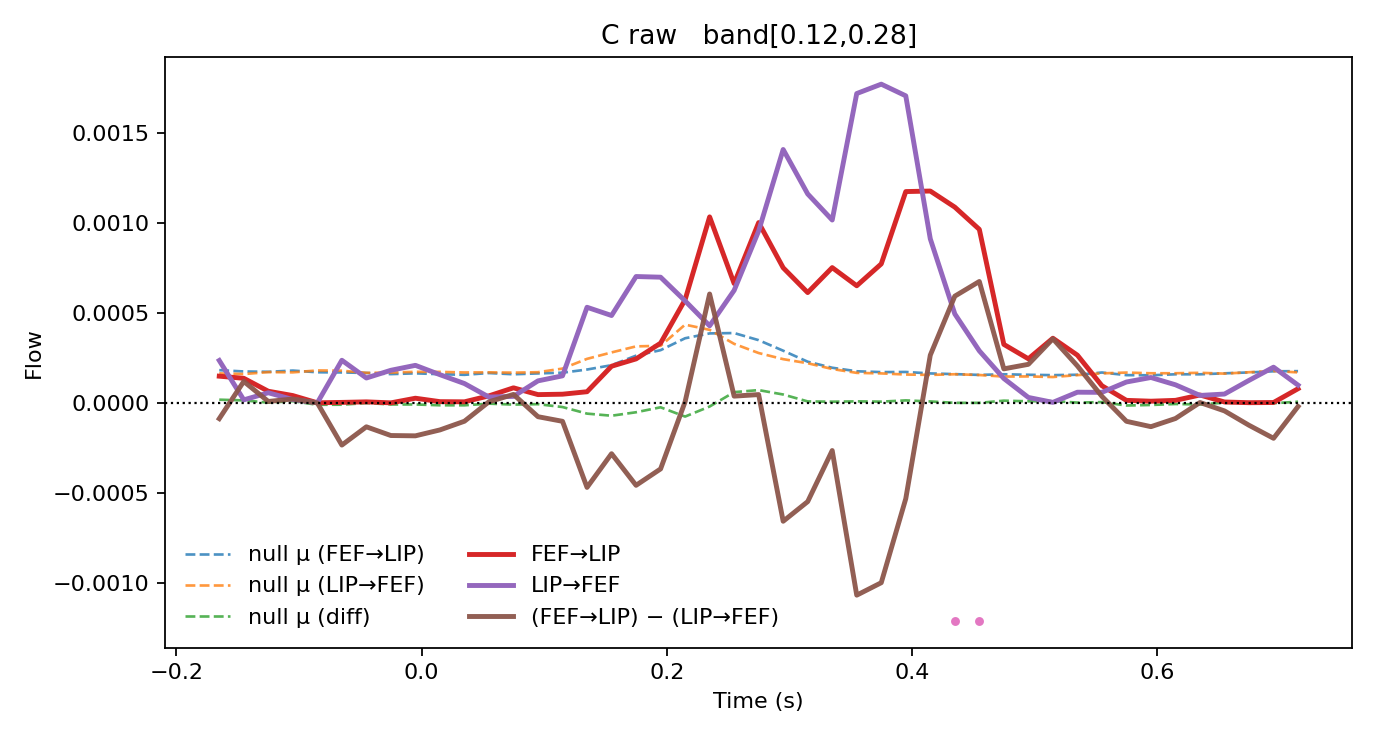 C raw band[0.12,0.28]
Flow
0.0015
0.0010
0.0005
0.0000
−0.0005
−0.0010
null μ (FEF→LIP)
null μ (LIP→FEF)
null μ (diff)
FEF→LIP
LIP→FEF
(FEF→LIP) − (LIP→FEF)
−0.2
0.0
0.2
0.4
0.6
Time (s)